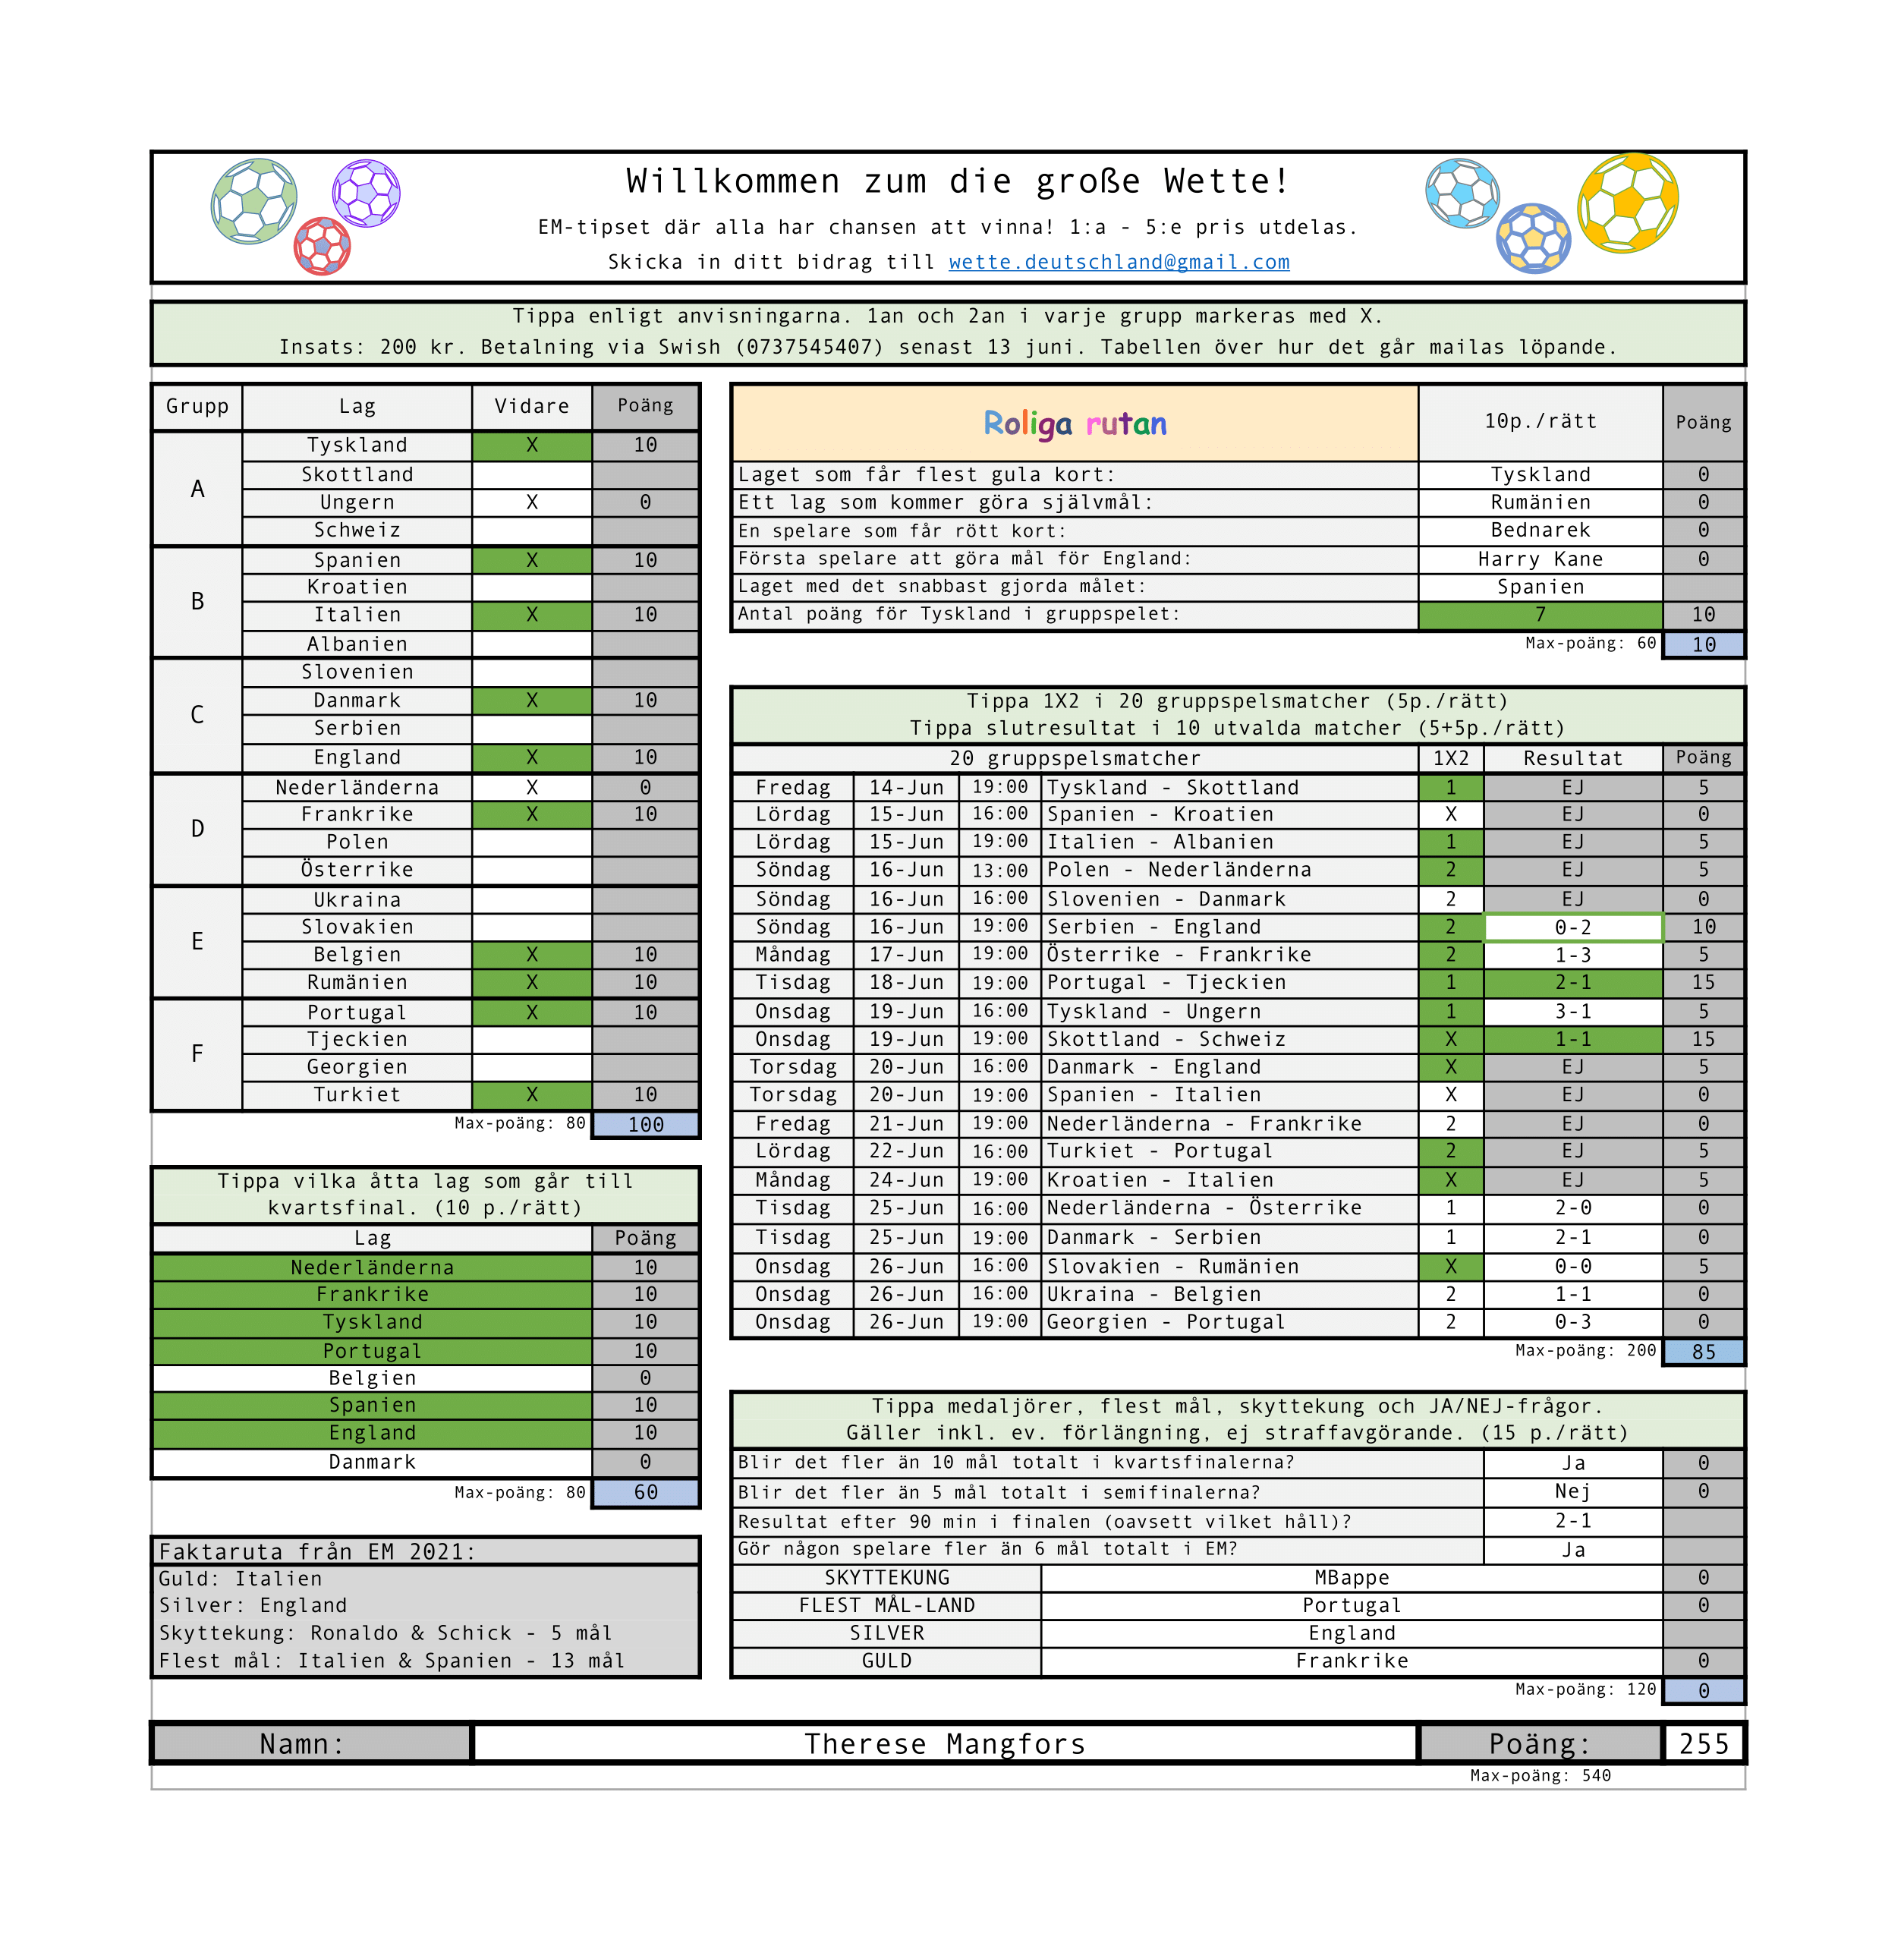 Willkommen zum die große Wette!
EM-tipset där alla har chansen att vinna! 1:a - 5:e pris utdelas.
Skicka in ditt bidrag till wette.deutschland@gmail.com
Tippa enligt anvisningarna. 1an och 2an i varje grupp markeras med X.
Insats: 200 kr. Betalning via Swish (0737545407) senast 13 juni. Tabellen över hur det går mailas löpande.
Grupp Lag Vidare Poäng
A
Tyskland X 10
Skottland
Ungern X 0
Schweiz
B
Spanien X 10
Kroatien
Italien X 10
Albanien
C
Slovenien
Danmark X 10
Serbien
England X 10
D
Nederländerna X 0
Frankrike X 10
Polen
Österrike
E
Ukraina
Slovakien
Belgien X 10
Rumänien X 10
F
Portugal X 10
Tjeckien
Georgien
Turkiet X 10
Max-poäng: 80 100
Tippa vilka åtta lag som går till
kvartsfinal. (10 p./rätt)
Lag Poäng
Nederländerna 10
Frankrike 10
Tyskland 10
Portugal 10
Belgien 0
Spanien 10
England 10
Danmark 0
Max-poäng: 80 60
Faktaruta från EM 2021:
Guld: Italien
Silver: England
Skyttekung: Ronaldo & Schick - 5 mål
Flest mål: Italien & Spanien - 13 mål
Roliga rutan 10p./rätt Poäng
Laget som får flest gula kort: Tyskland 0
Ett lag som kommer göra självmål: Rumänien 0
En spelare som får rött kort: Bednarek 0
Första spelare att göra mål för England: Harry Kane 0
Laget med det snabbast gjorda målet: Spanien
Antal poäng för Tyskland i gruppspelet: 7 10
Max-poäng: 60 10
Tippa 1X2 i 20 gruppspelsmatcher (5p./rätt)
Tippa slutresultat i 10 utvalda matcher (5+5p./rätt)
20 gruppspelsmatcher 1X2 Resultat Poäng
Fredag 14-Jun 19:00 Tyskland - Skottland 1 EJ 5
Lördag 15-Jun 16:00 Spanien - Kroatien X EJ 0
Lördag 15-Jun 19:00 Italien - Albanien 1 EJ 5
Söndag 16-Jun 13:00 Polen - Nederländerna 2 EJ 5
Söndag 16-Jun 16:00 Slovenien - Danmark 2 EJ 0
Söndag 16-Jun 19:00 Serbien - England 2 0-2 10
Måndag 17-Jun 19:00 Österrike - Frankrike 2 1-3 5
Tisdag 18-Jun 19:00 Portugal - Tjeckien 1 2-1 15
Onsdag 19-Jun 16:00 Tyskland - Ungern 1 3-1 5
Onsdag 19-Jun 19:00 Skottland - Schweiz X 1-1 15
Torsdag 20-Jun 16:00 Danmark - England X EJ 5
Torsdag 20-Jun 19:00 Spanien - Italien X EJ 0
Fredag 21-Jun 19:00 Nederländerna - Frankrike 2 EJ 0
Lördag 22-Jun 16:00 Turkiet - Portugal 2 EJ 5
Måndag 24-Jun 19:00 Kroatien - Italien X EJ 5
Tisdag 25-Jun 16:00 Nederländerna - Österrike 1 2-0 0
Tisdag 25-Jun 19:00 Danmark - Serbien 1 2-1 0
Onsdag 26-Jun 16:00 Slovakien - Rumänien X 0-0 5
Onsdag 26-Jun 16:00 Ukraina - Belgien 2 1-1 0
Onsdag 26-Jun 19:00 Georgien - Portugal 2 0-3 0
Max-poäng: 200 85
Tippa medaljörer, flest mål, skyttekung och JA/NEJ-frågor.
Gäller inkl. ev. förlängning, ej straffavgörande. (15 p./rätt)
Blir det fler än 10 mål totalt i kvartsfinalerna? Ja 0
Blir det fler än 5 mål totalt i semifinalerna? Nej 0
Resultat efter 90 min i finalen (oavsett vilket håll)? 2-1
Gör någon spelare fler än 6 mål totalt i EM? Ja
SKYTTEKUNG MBappe 0
FLEST MÅL-LAND Portugal 0
SILVER England
GULD Frankrike 0
Max-poäng: 120 0
Namn: Therese Mangfors Poäng: 255
Max-poäng: 540